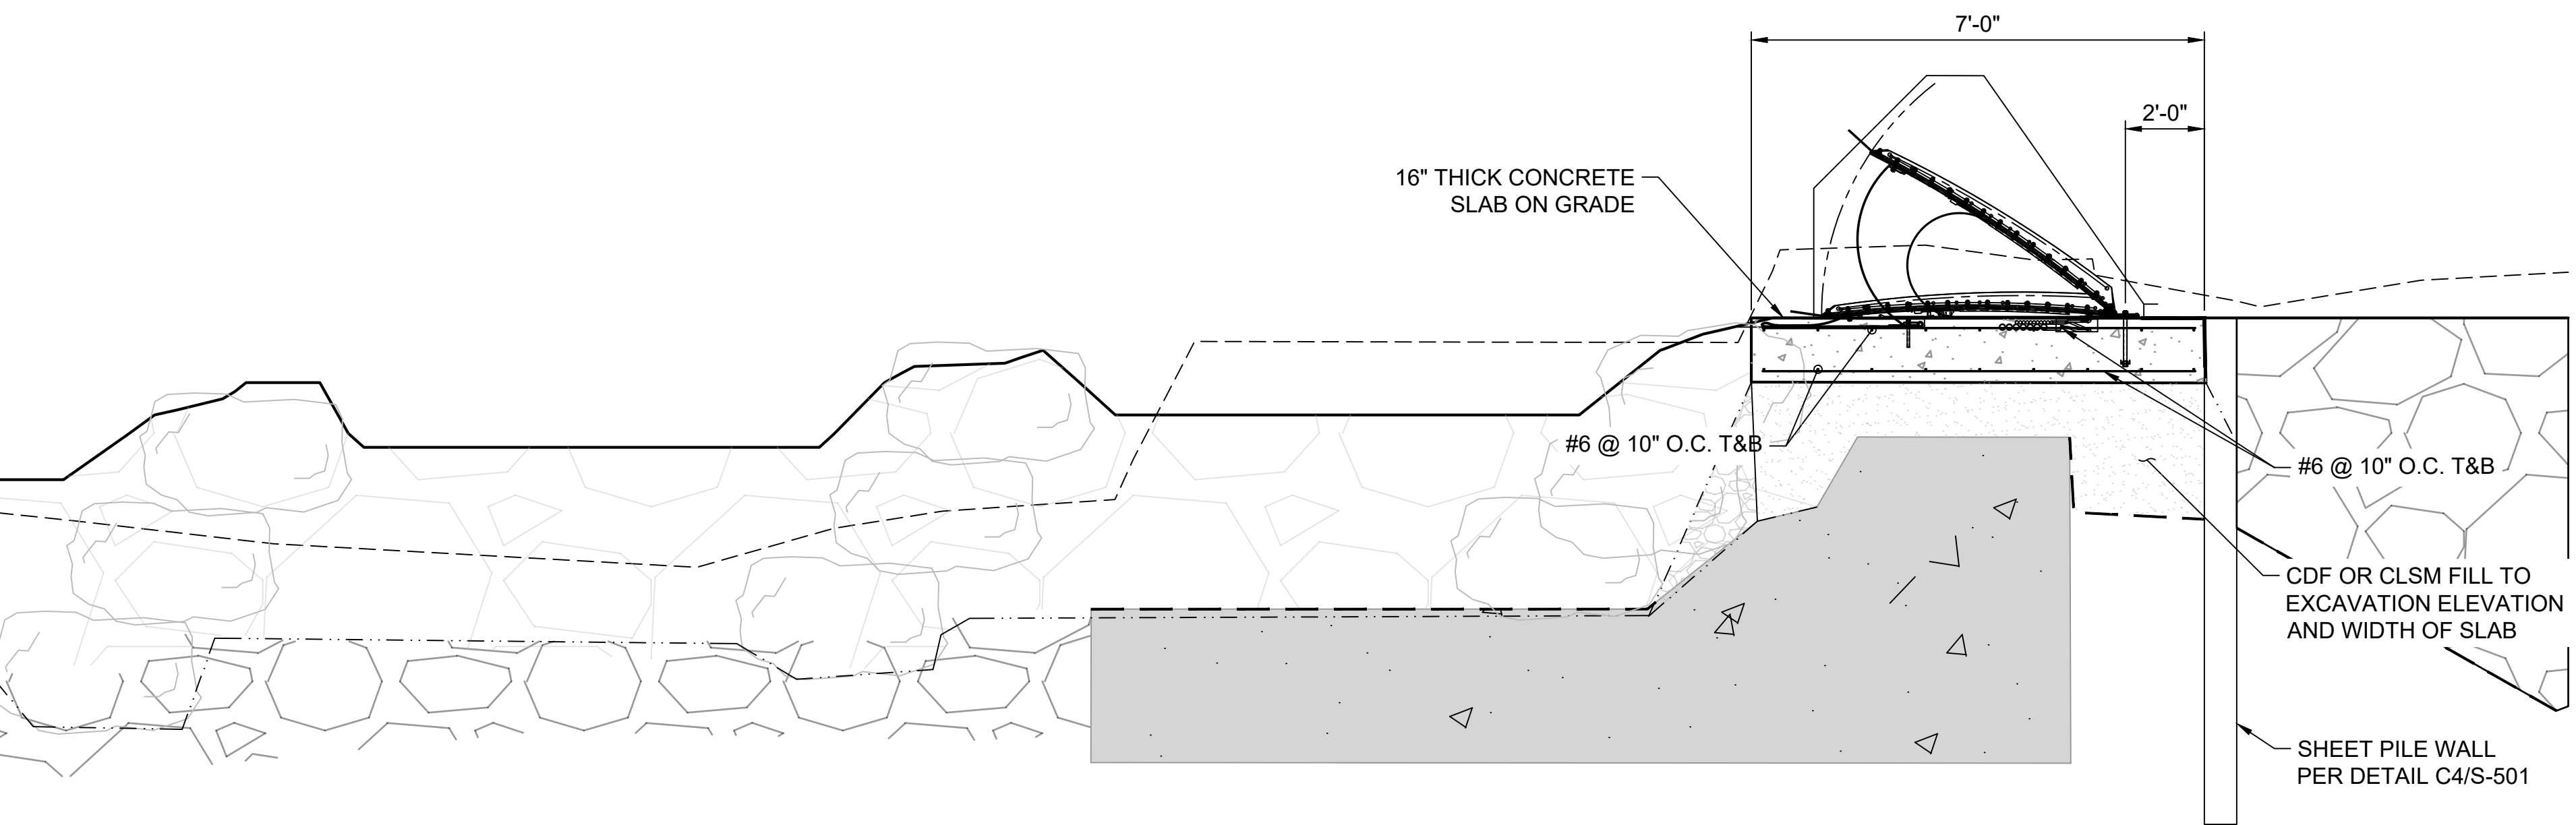 7'-0"
2'-0"
16" THICK CONCRETE
SLAB ON GRADE
#6 @ 10" O.C. T&B
#6 @ 10" O.C. T&B
CDF OR CLSM FILL TO
EXCAVATION ELEVATION
AND WIDTH OF SLAB
SHEET PILE WALL
PER DETAIL C4/S-501